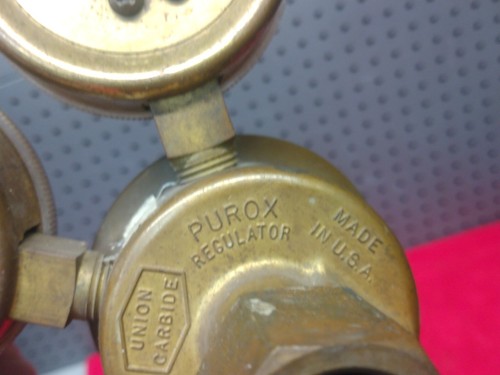 PUROX
REGULATOR
MADE
IN U.S.A.
UNION
CARBIDE